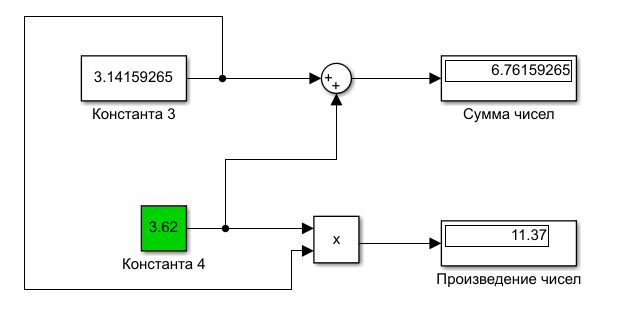 3.14159265
Константа 3
+
+
6.76159265
Сумма чисел
3.62
Константа 4
x
11.37
Произведение чисел